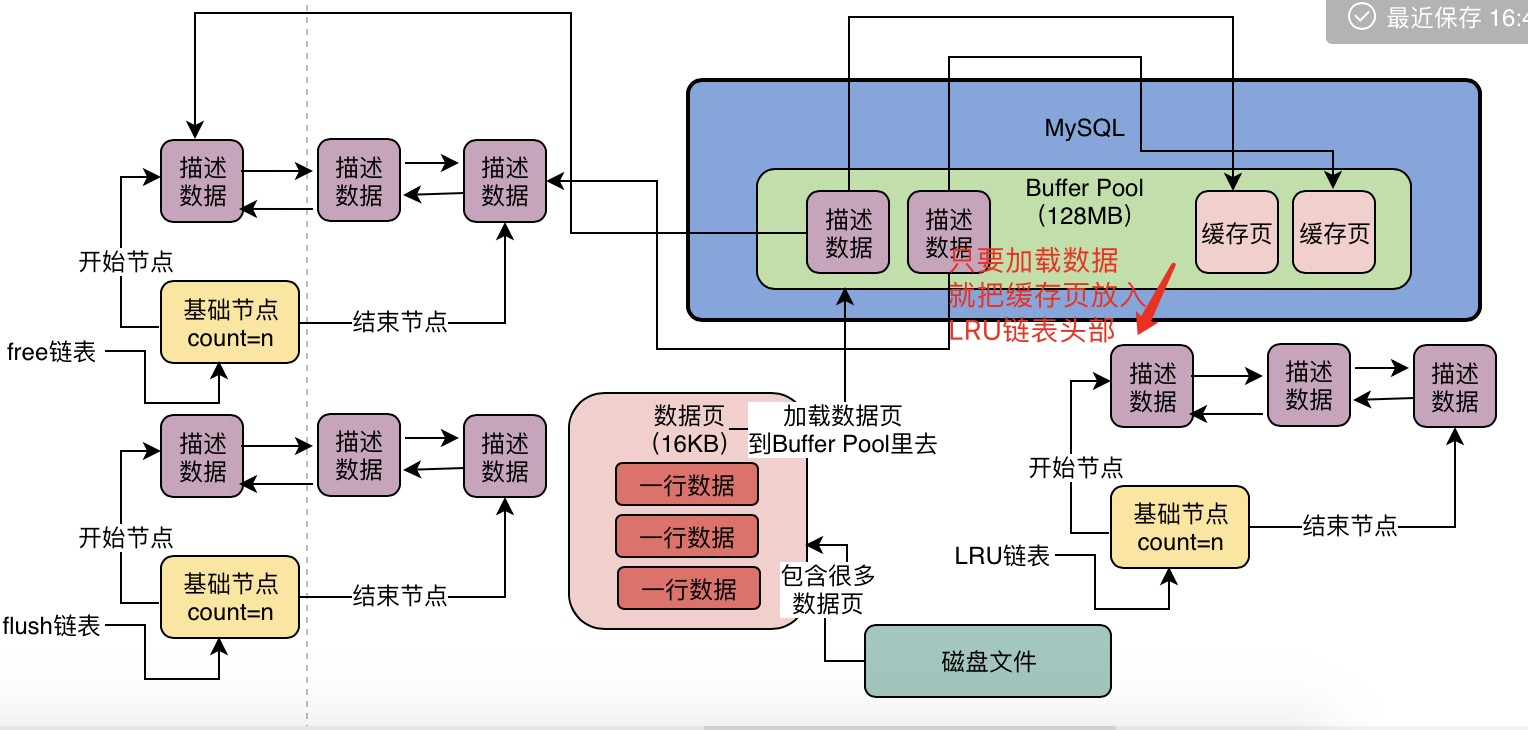 最近保存 16:4
MySQL
Buffer Pool
（128MB）
描述
数据
描述
数据
缓存页
缓存页
只要加载数据
就把缓存页放入
LRU链表头部
描述
数据
描述
数据
描述
数据
开始节点
基础节点
count=n
结束节点
free链表
描述
数据
描述
数据
描述
数据
开始节点
基础节点
count=n
结束节点
flush链表
数据页
（16KB）
加载数据页
到Buffer Pool里去
一行数据
一行数据
一行数据
包含很多
数据页
磁盘文件
描述
数据
描述
数据
描述
数据
开始节点
基础节点
count=n
结束节点
LRU链表